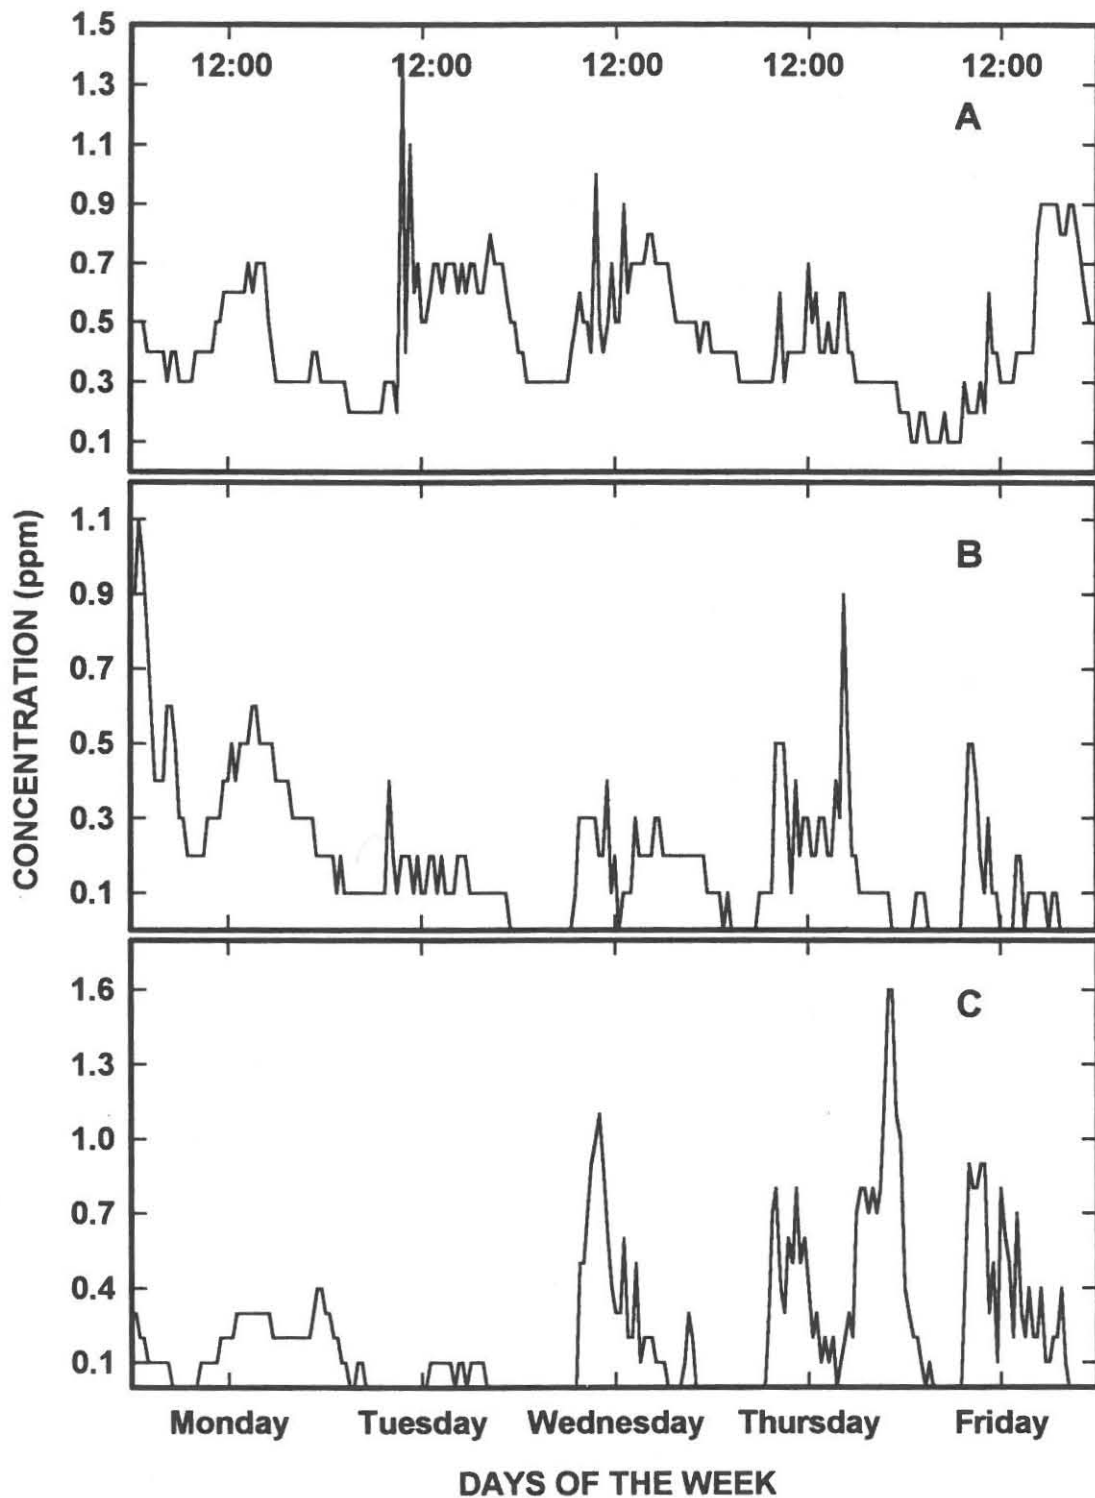 1.5
12:00 12:00 12:00 12:00 12:00
1.3
A
1.1
0.9
0.7
0.5
0.3
0.1
CONCENTRATION (ppm)
1.1
B
0.9
0.7
0.5
0.3
0.1
1.6
C
1.3
1.0
0.7
0.4
0.1
Monday Tuesday Wednesday Thursday Friday
DAYS OF THE WEEK